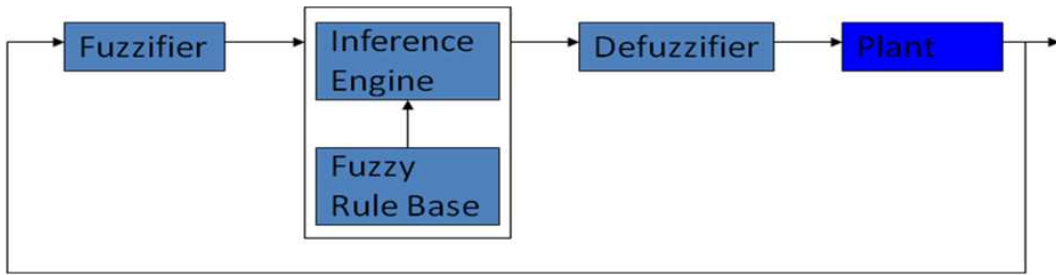 Fuzzifier
Inference
Engine
Fuzzy
Rule Base
Defuzzifier
Plant